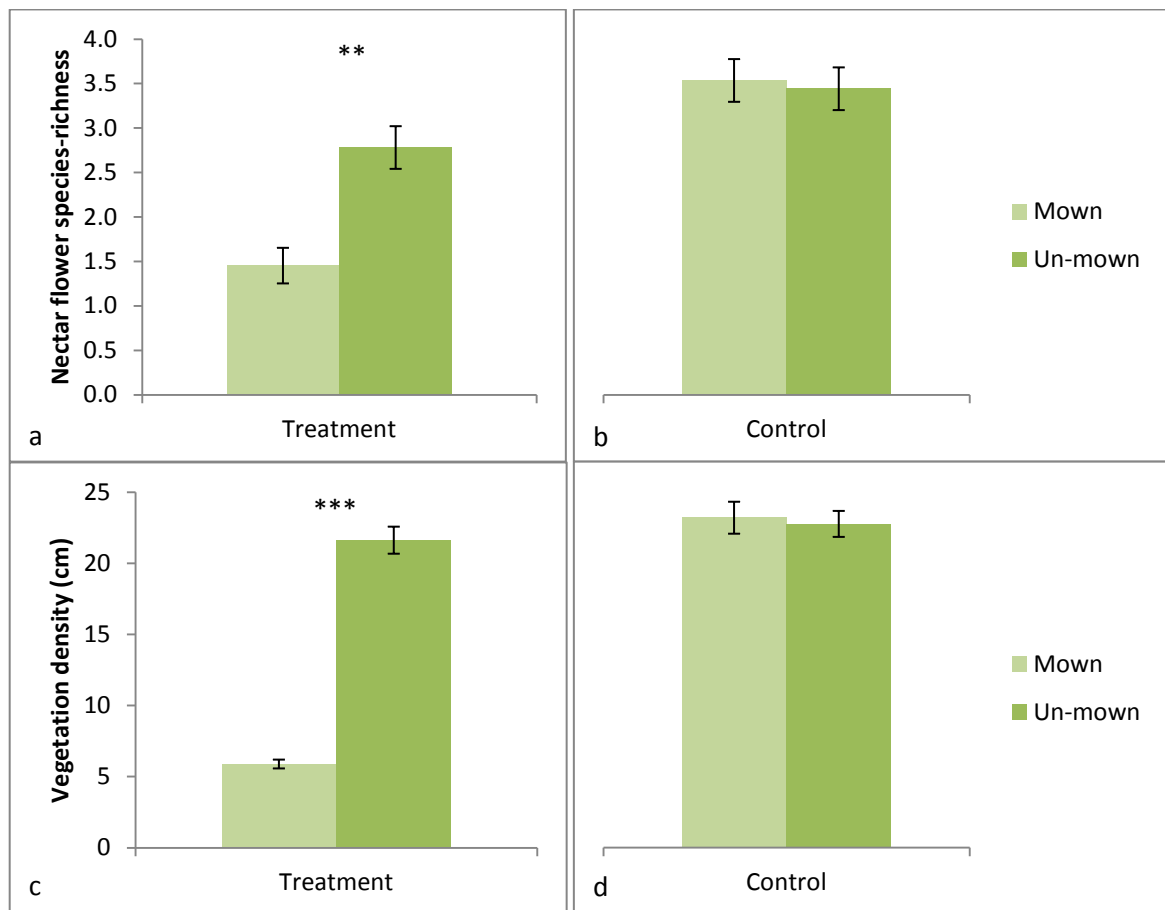 Nectar flower species-richness
4.0
3.5
3.0
2.5
2.0
1.5
1.0
0.5
0.0
**
Treatment
a
Control
b
Mown
Un-mown
Vegetation density (cm)
25
20
15
10
5
0
***
Treatment
c
Control
d
Mown
Un-mown